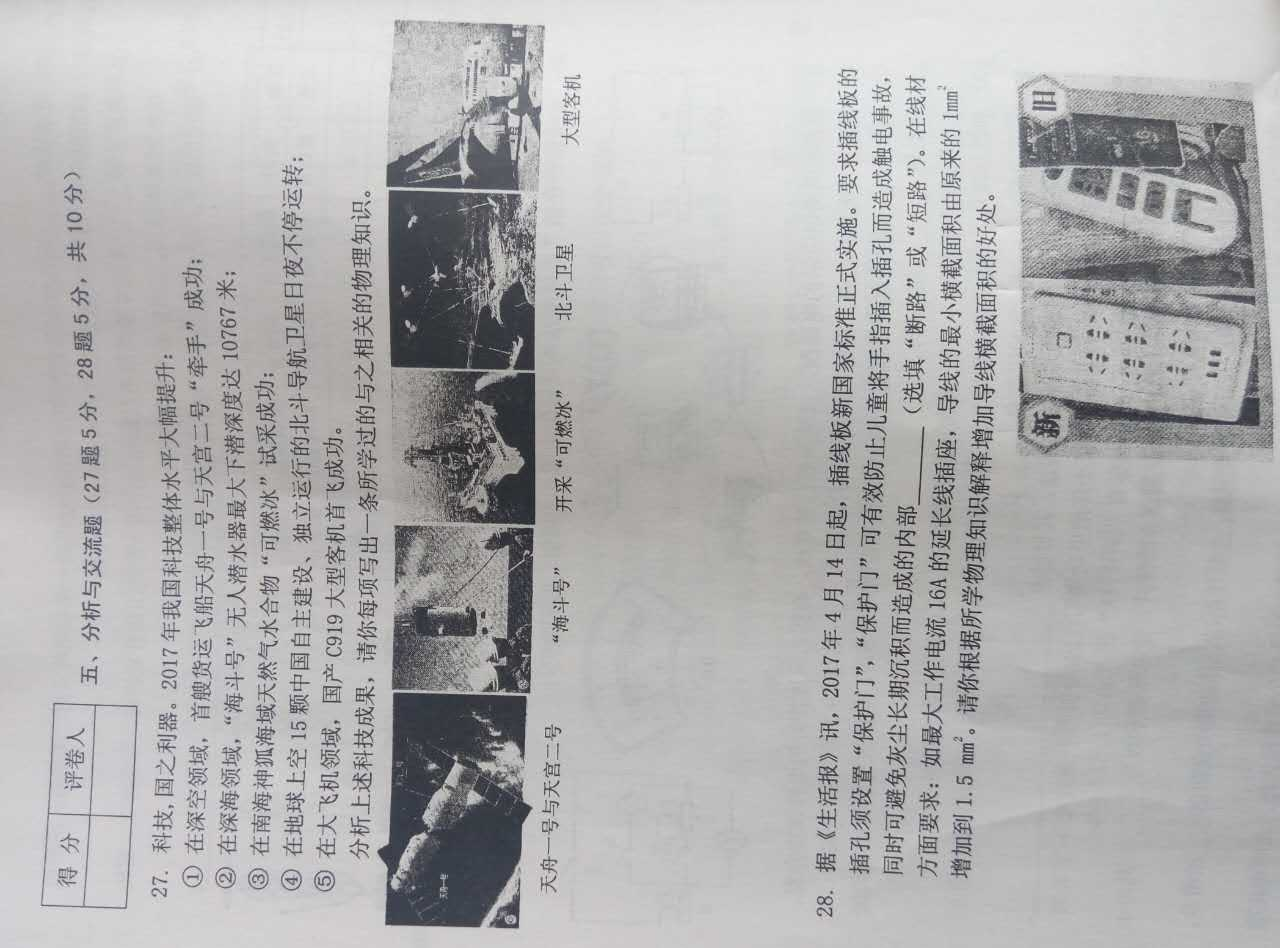 得 分 评卷人
五、分析与交流题（27题5分，28题5分，共10分）
27. 科技，国之利器。2017年我国科技整体水平大幅提升：
① 在深空领域，首艘货运飞船天舟一号与天宫二号“牵手”成功；
② 在深海领域，“海斗号”无人潜水器最大下潜深度达10767米；
③ 在南海神狐海域天然气水合物“可燃冰”试采成功；
④ 在地球上空15颗中国自主建设、独立运行的北斗导航卫星日夜不停运转；
⑤ 在大飞机领域，国产C919大型客机首飞成功。
分析上述科技成果，请你每项写出一条所学过的与之相关的物理知识。
天舟一号
天舟一号与天宫二号 “海斗号” 开采“可燃冰” 北斗卫星 大型客机
28. 据《生活报》讯，2017年4月14日起，插线板新国家标准正式实施。要求插线板的
插孔须设置“保护门”，“保护门”可有效防止儿童将手指插入插孔而造成触电事故，
同时可避免灰尘长期沉积而造成的内部______（选填“断路”或“短路”）。在线材
方面要求：如最大工作电流16A的延长线插座，导线的最小横截面积由原来的1mm²
增加到1.5 mm²。请你根据所学物理知识解释增加导线横截面积的好处。
新 旧